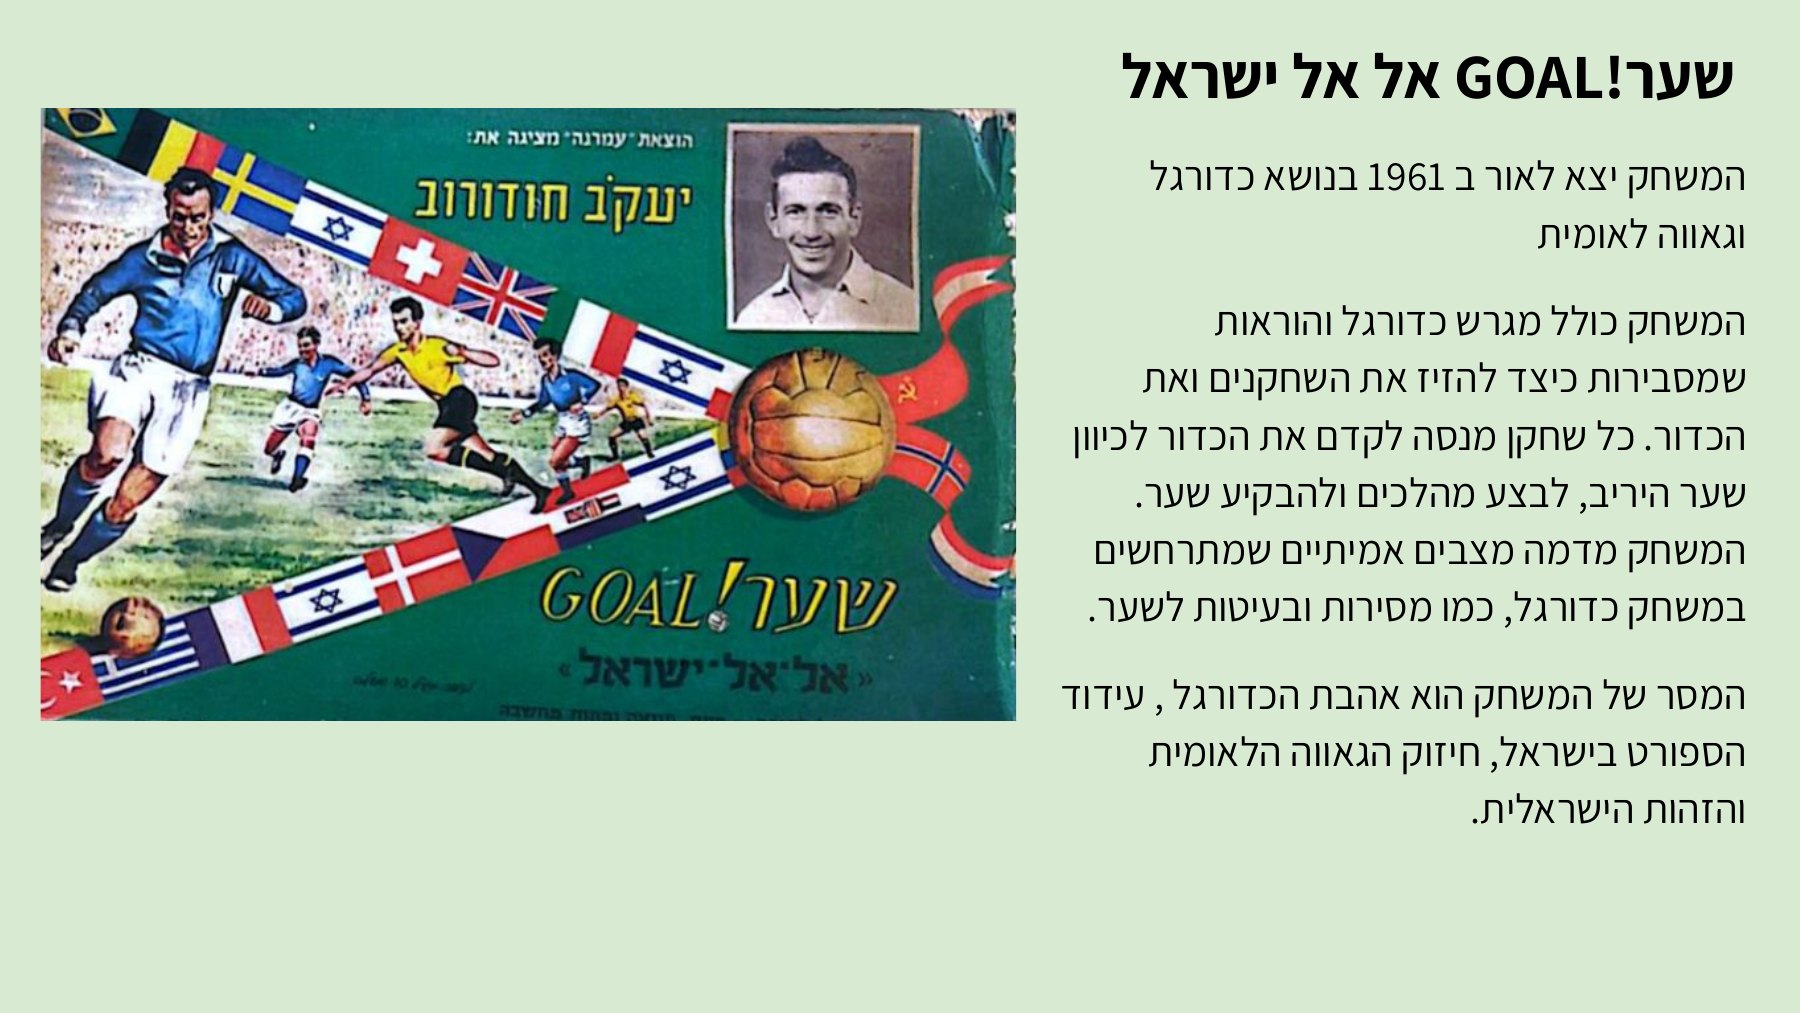 שער!GOAL אל אל ישראל
המשחק יצא לאור ב 1961 בנושא כדורגל
וגאווה לאומית
המשחק כולל מגרש כדורגל והוראות
שמסבירות כיצד להזיז את השחקנים ואת
הכדור. כל שחקן מנסה לקדם את הכדור לכיוון
שער היריב, לבצע מהלכים ולהבקיע שער.
המשחק מדמה מצבים אמיתיים שמתרחשים
במשחק כדורגל, כמו מסירות ובעיטות לשער.
המסר של המשחק הוא אהבת הכדורגל , עידוד
הספורט בישראל, חיזוק הגאווה הלאומית
והזהות הישראלית.
הוצאת "עמרנה" מציגה את:
יעקב חודורוב
שער!GOAL
«אל־אל־ישראל»